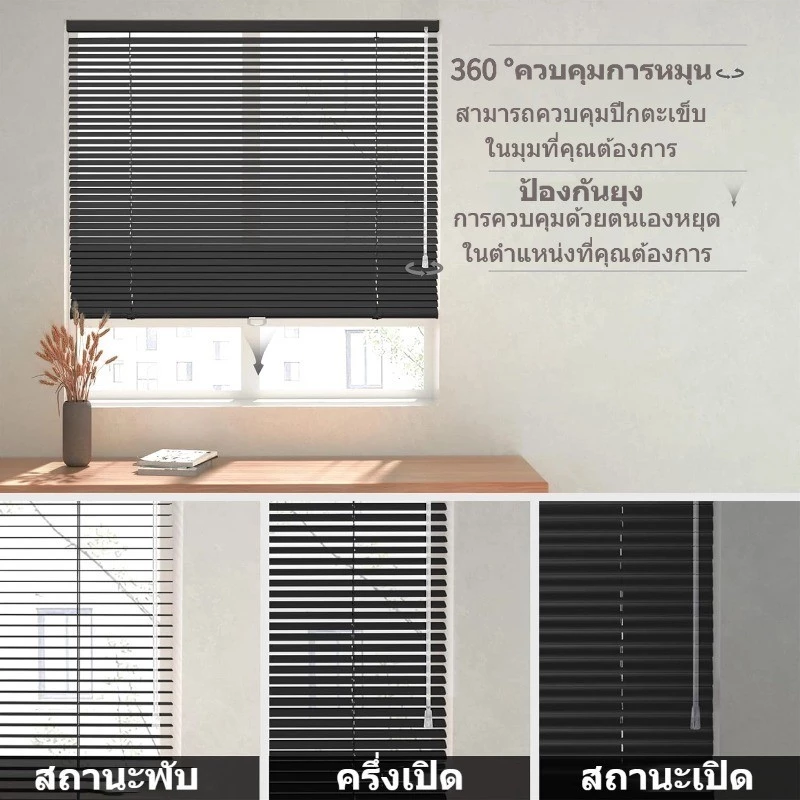 360 °ควบคุมการหมุน
สามารถควบคุมปีกตะเข็บ
ในมุมที่คุณต้องการ
ป้องกันยุง
การควบคุมด้วยตนเองหยุด
ในตำแหน่งที่คุณต้องการ
สถานะพับ
ครึ่งเปิด
สถานะเปิด